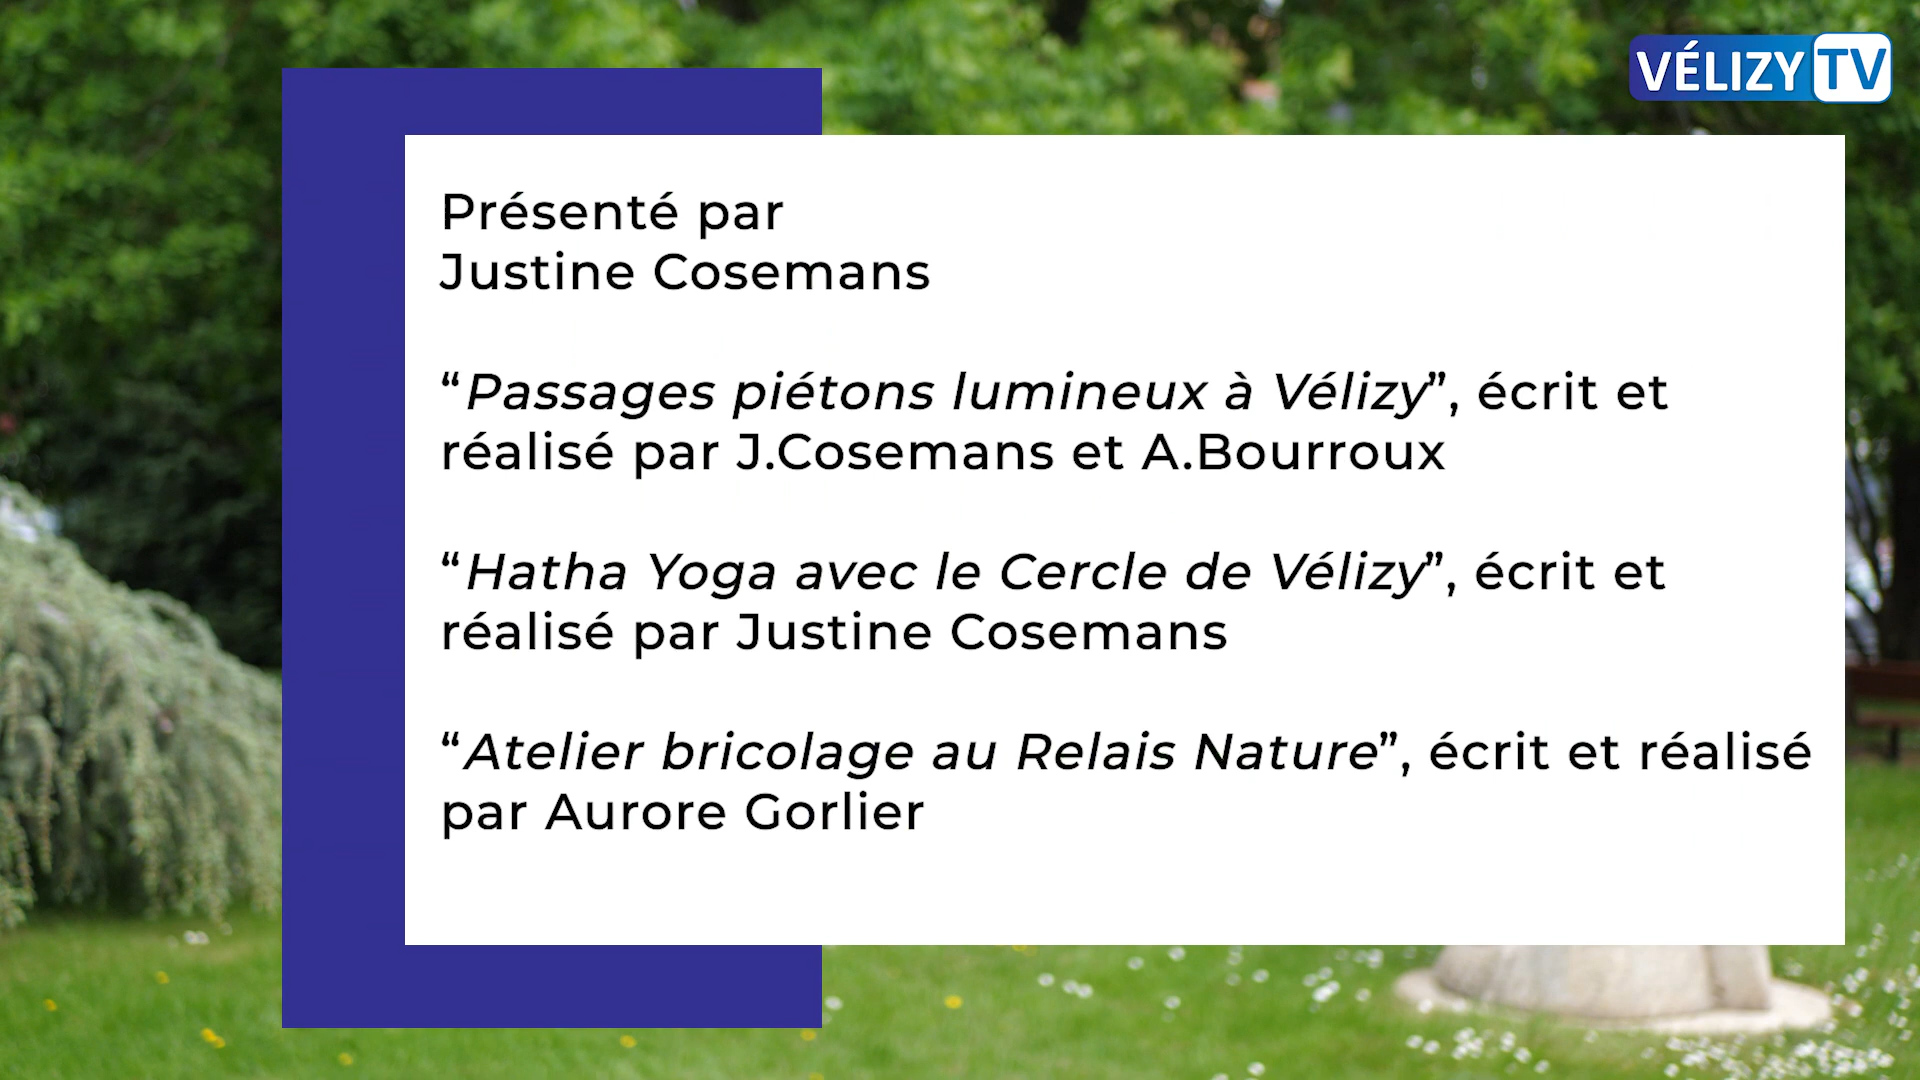 VÉLIZY TV
Présenté par
Justine Cosemans
“Passages piétons lumineux à Vélizy”, écrit et
réalisé par J.Cosemans et A.Bourroux
“Hatha Yoga avec le Cercle de Vélizy”, écrit et
réalisé par Justine Cosemans
“Atelier bricolage au Relais Nature”, écrit et réalisé
par Aurore Gorlier